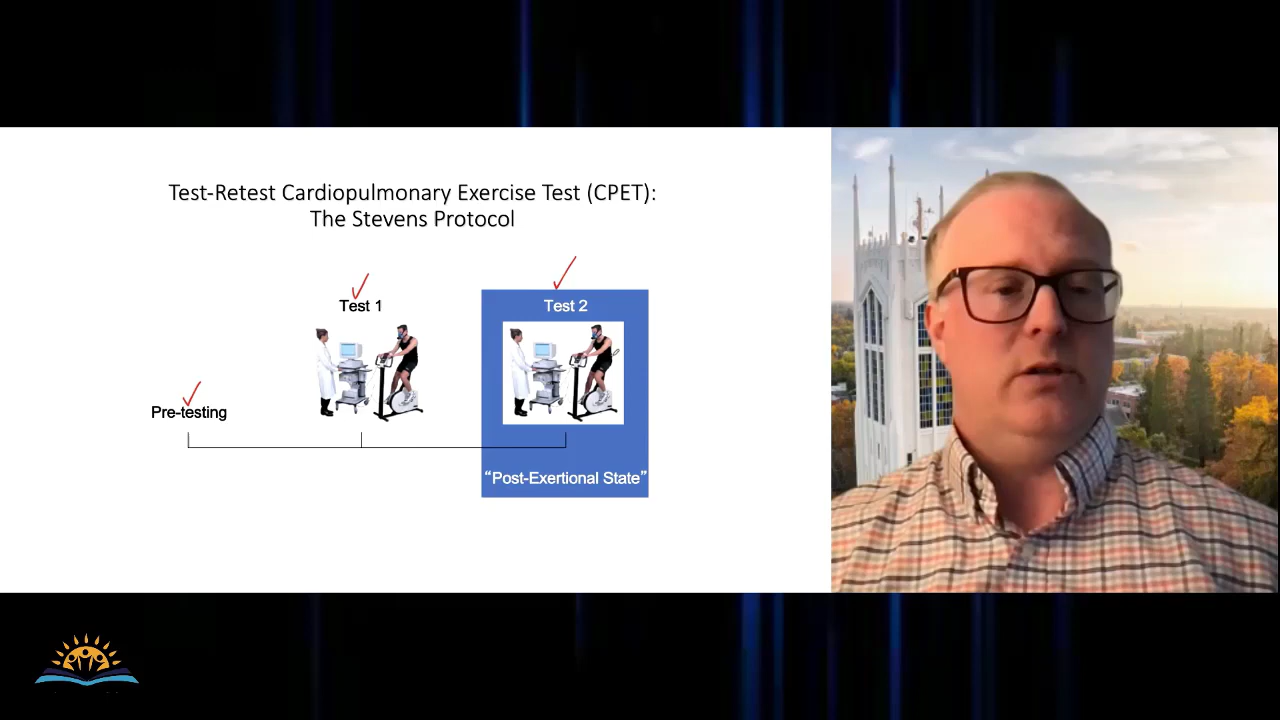 Test-Retest Cardiopulmonary Exercise Test (CPET):
The Stevens Protocol
Test 1
Test 2
Pre-testing
“Post-Exertional State”